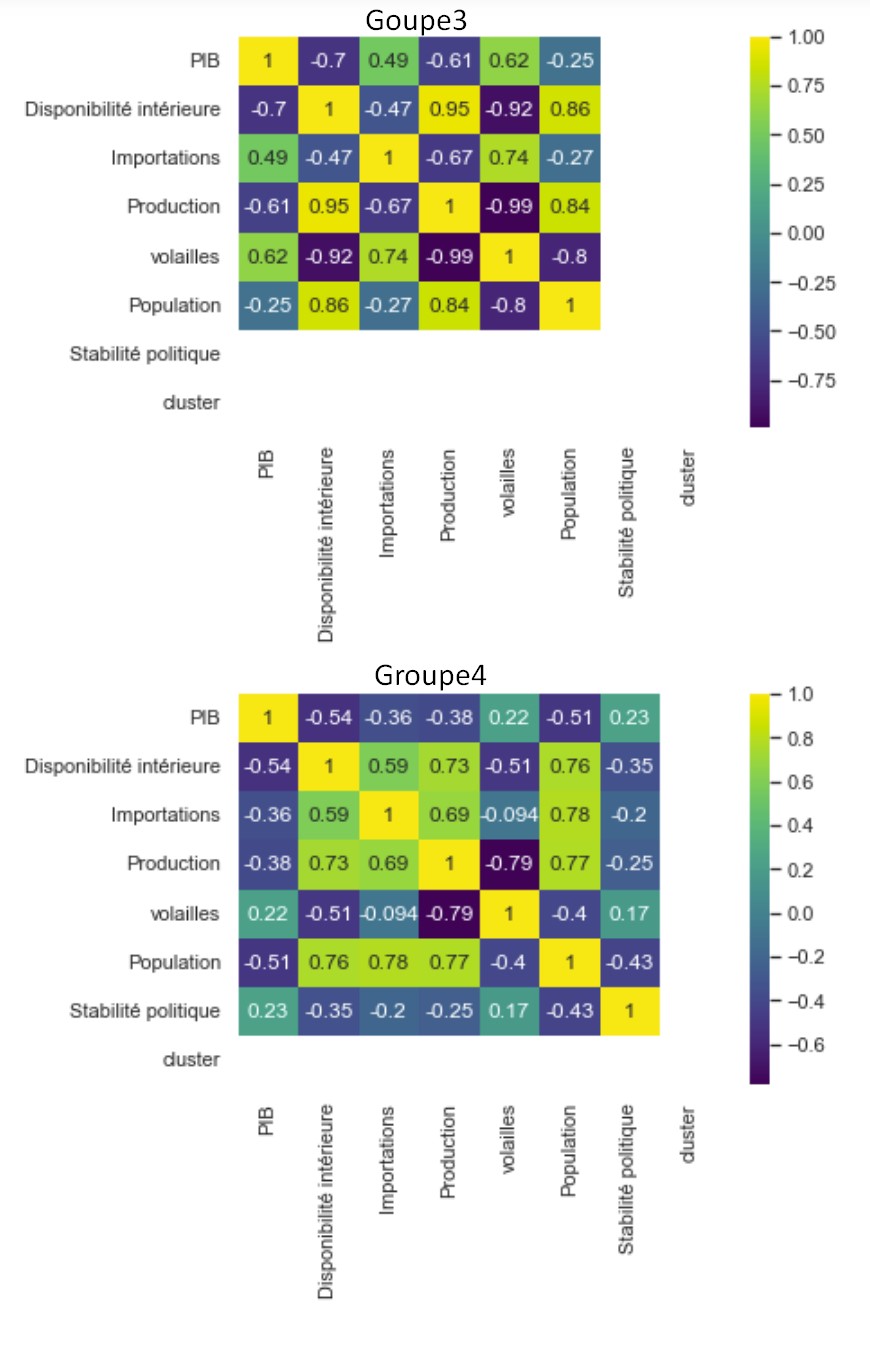 Goupe3
PIB 1 -0.7 0.49 -0.61 0.62 -0.25
Disponibilité intérieure -0.7 1 -0.47 0.95 -0.92 0.86
Importations 0.49 -0.47 1 -0.67 0.74 -0.27
Production -0.61 0.95 -0.67 1 -0.99 0.84
volailles 0.62 -0.92 0.74 -0.99 1 -0.8
Population -0.25 0.86 -0.27 0.84 -0.8 1
Stabilité politique
cluster
PIB Disponibilité intérieure Importations Production volailles Population Stabilité politique cluster
1.00
0.75
0.50
0.25
0.00
−0.25
−0.50
−0.75
Groupe4
PIB 1 -0.54 -0.36 -0.38 0.22 -0.51 0.23
Disponibilité intérieure -0.54 1 0.59 0.73 -0.51 0.76 -0.35
Importations -0.36 0.59 1 0.69 -0.094 0.78 -0.2
Production -0.38 0.73 0.69 1 -0.79 0.77 -0.25
volailles 0.22 -0.51 -0.094 -0.79 1 -0.4 0.17
Population -0.51 0.76 0.78 0.77 -0.4 1 -0.43
Stabilité politique 0.23 -0.35 -0.2 -0.25 0.17 -0.43 1
cluster
PIB Disponibilité intérieure Importations Production volailles Population Stabilité politique cluster
1.0
0.8
0.6
0.4
0.2
0.0
−0.2
−0.4
−0.6